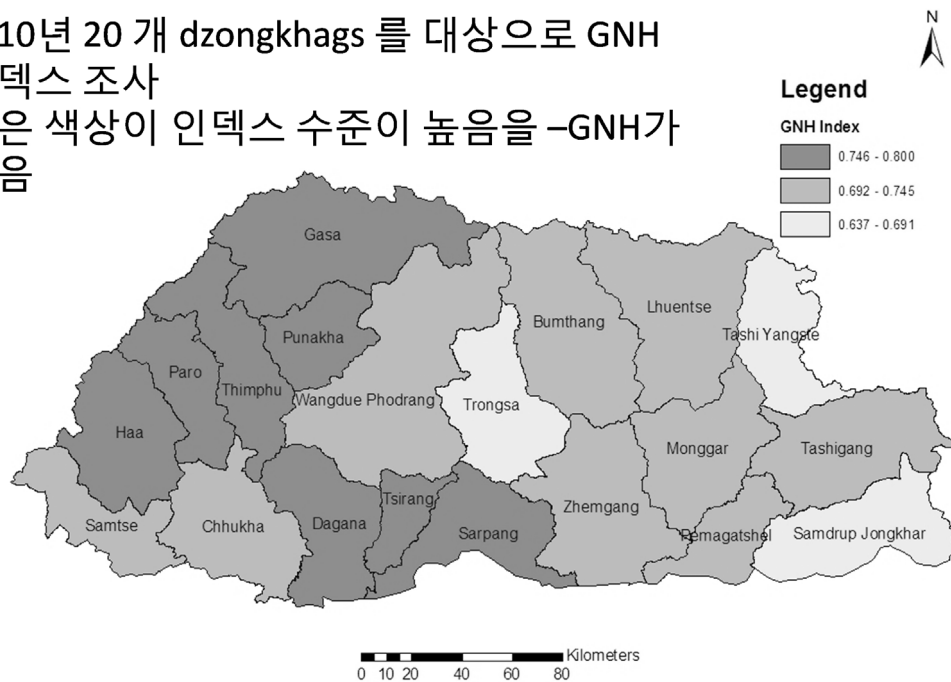 10년 20 개 dzongkhags 를 대상으로 GNH
덱스 조사
은 색상이 인덱스 수준이 높음을 –GNH가
음
N
Legend
GNH Index
0.746 - 0.800
0.692 - 0.745
0.637 - 0.691
Gasa
Punakha
Bumthang
Lhuentse
Tashi Yangste
Paro
Thimphu
Wangdue Phodrang
Trongsa
Haa
Monggar
Tashigang
Samtse
Chhukha
Dagana
Tsirang
Sarpang
Zhemgang
Pemagatshel
Samdrup Jongkhar
Kilometers
0 10 20 40 60 80